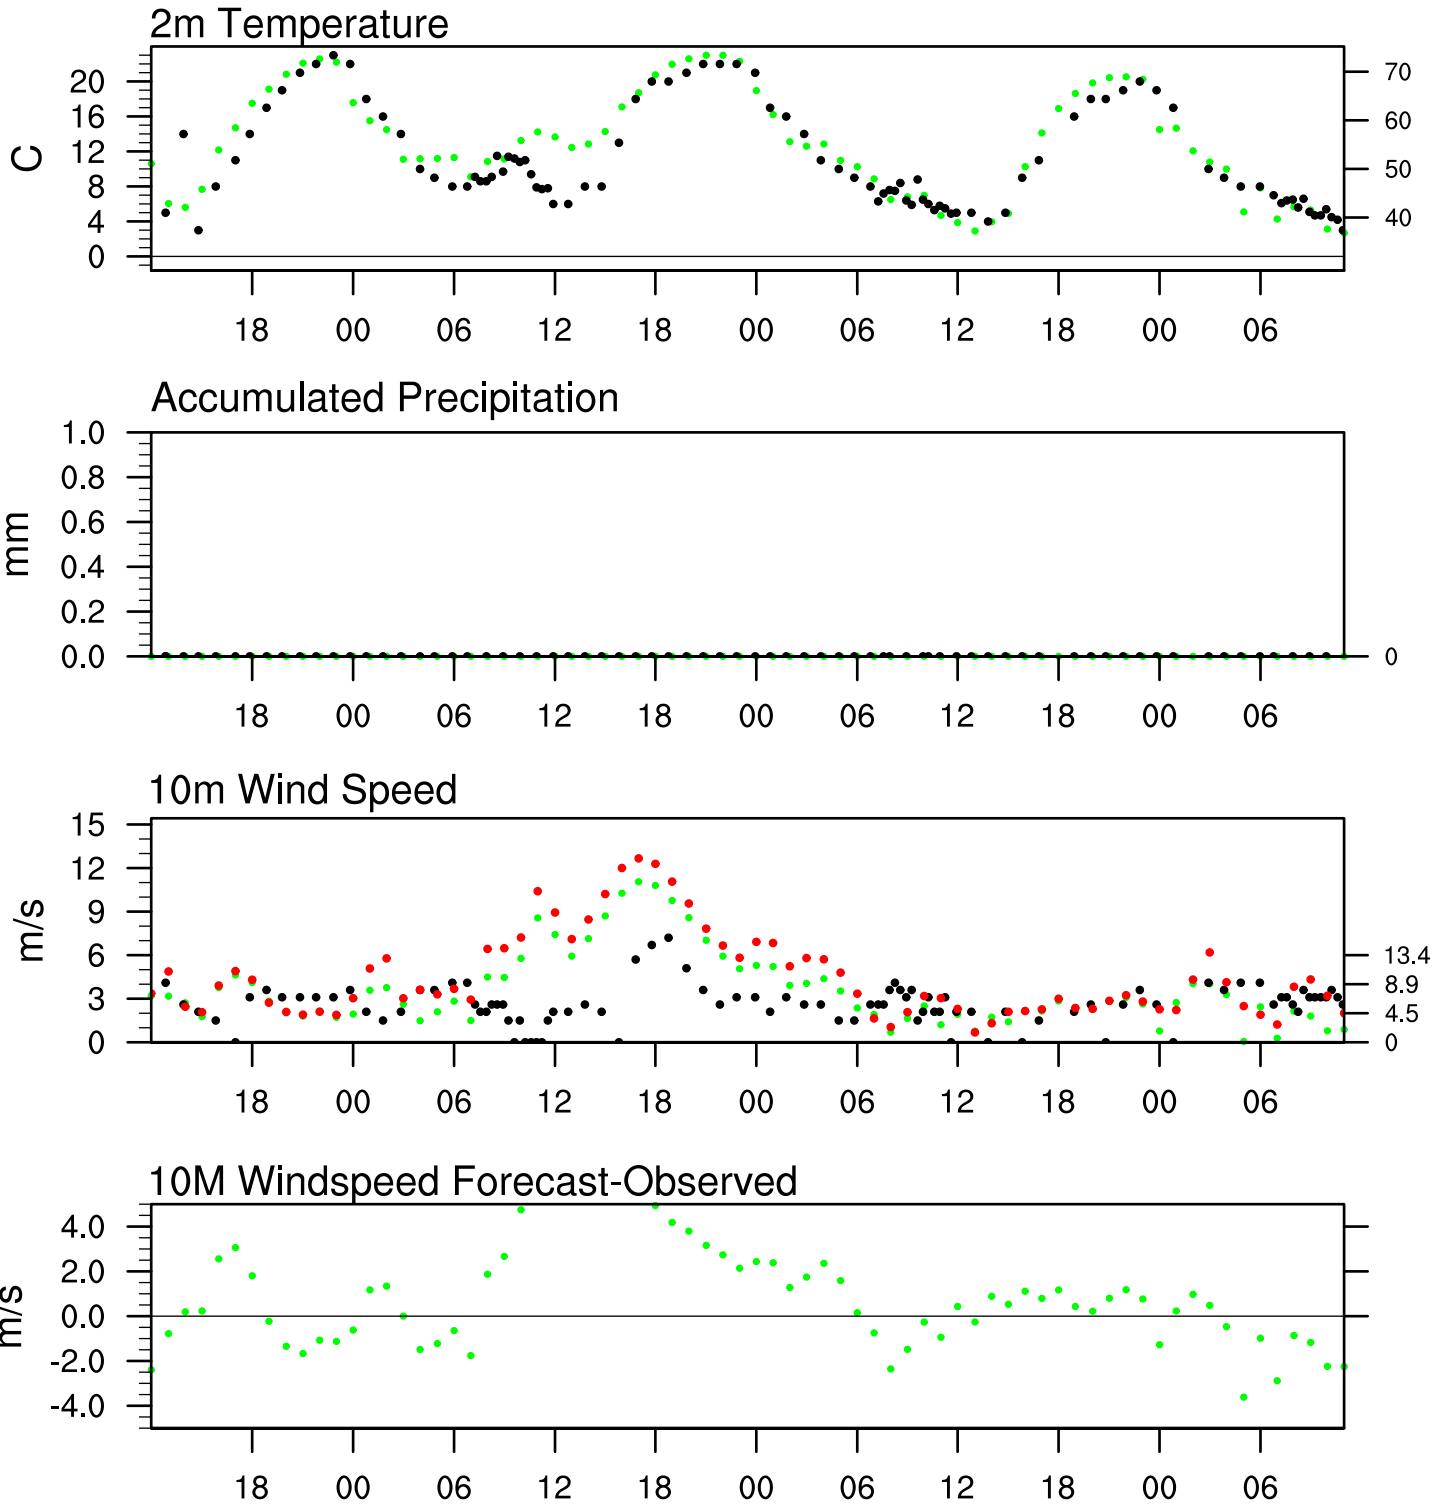 2m Temperature
C
20
16
12
8
4
0
70
60
50
40
18 00 06 12 18 00 06 12 18 00 06
Accumulated Precipitation
mm
1.0
0.8
0.6
0.4
0.2
0.0
0
18 00 06 12 18 00 06 12 18 00 06
10m Wind Speed
m/s
15
12
9
6
3
0
13.4
8.9
4.5
0
18 00 06 12 18 00 06 12 18 00 06
10M Windspeed Forecast-Observed
m/s
4.0
2.0
0.0
-2.0
-4.0
18 00 06 12 18 00 06 12 18 00 06